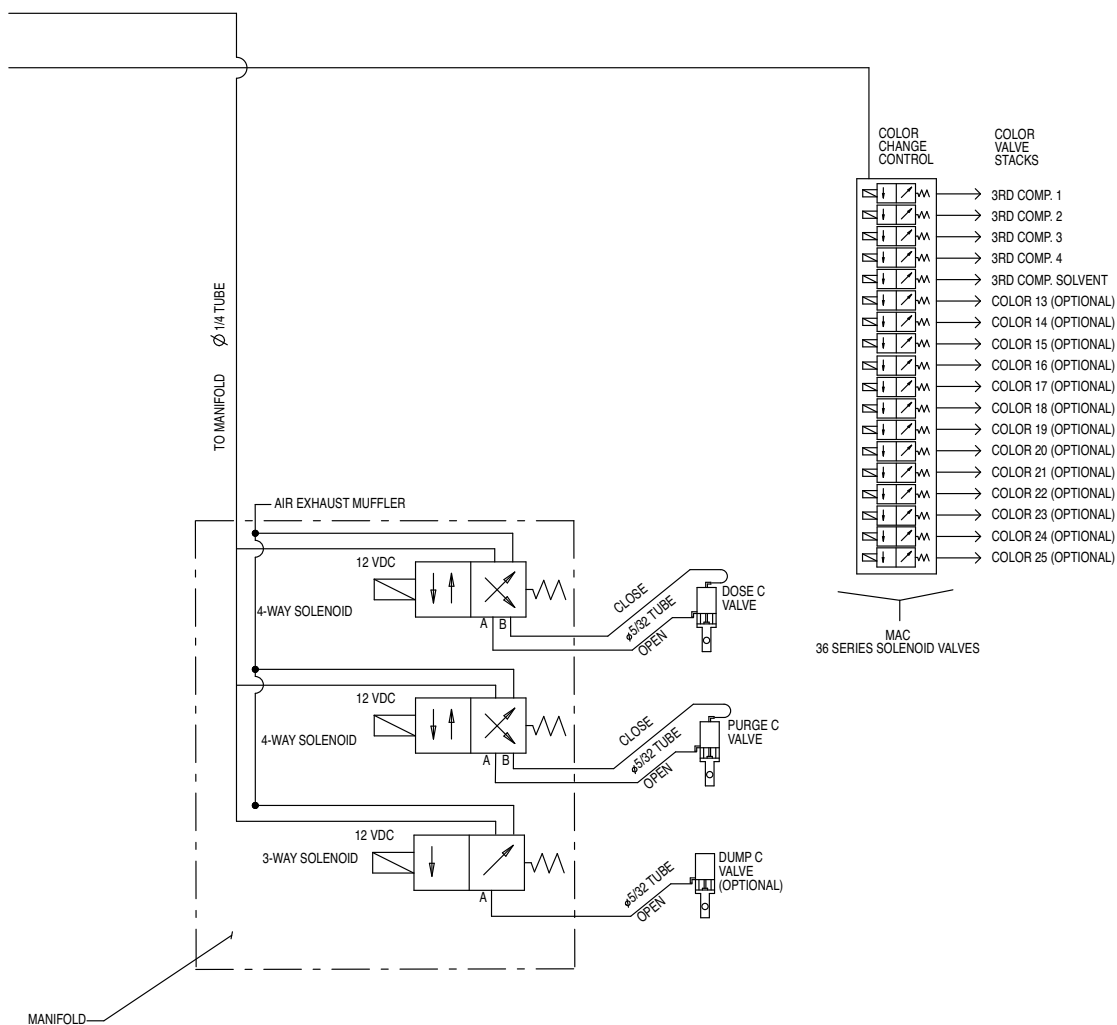 COLOR
CHANGE
CONTROL
COLOR
VALVE
STACKS
3RD COMP. 1
3RD COMP. 2
3RD COMP. 3
3RD COMP. 4
3RD COMP. SOLVENT
COLOR 13 (OPTIONAL)
COLOR 14 (OPTIONAL)
COLOR 15 (OPTIONAL)
COLOR 16 (OPTIONAL)
COLOR 17 (OPTIONAL)
COLOR 18 (OPTIONAL)
COLOR 19 (OPTIONAL)
COLOR 20 (OPTIONAL)
COLOR 21 (OPTIONAL)
COLOR 22 (OPTIONAL)
COLOR 23 (OPTIONAL)
COLOR 24 (OPTIONAL)
COLOR 25 (OPTIONAL)
MAC
36 SERIES SOLENOID VALVES
TO MANIFOLD Ø 1/4 TUBE
AIR EXHAUST MUFFLER
12 VDC
4-WAY SOLENOID
A B
CLOSE
ø5/32 TUBE
OPEN
DOSE C
VALVE
12 VDC
4-WAY SOLENOID
A B
CLOSE
ø5/32 TUBE
OPEN
PURGE C
VALVE
12 VDC
3-WAY SOLENOID
A
ø5/32 TUBE
OPEN
DUMP C
VALVE
(OPTIONAL)
MANIFOLD